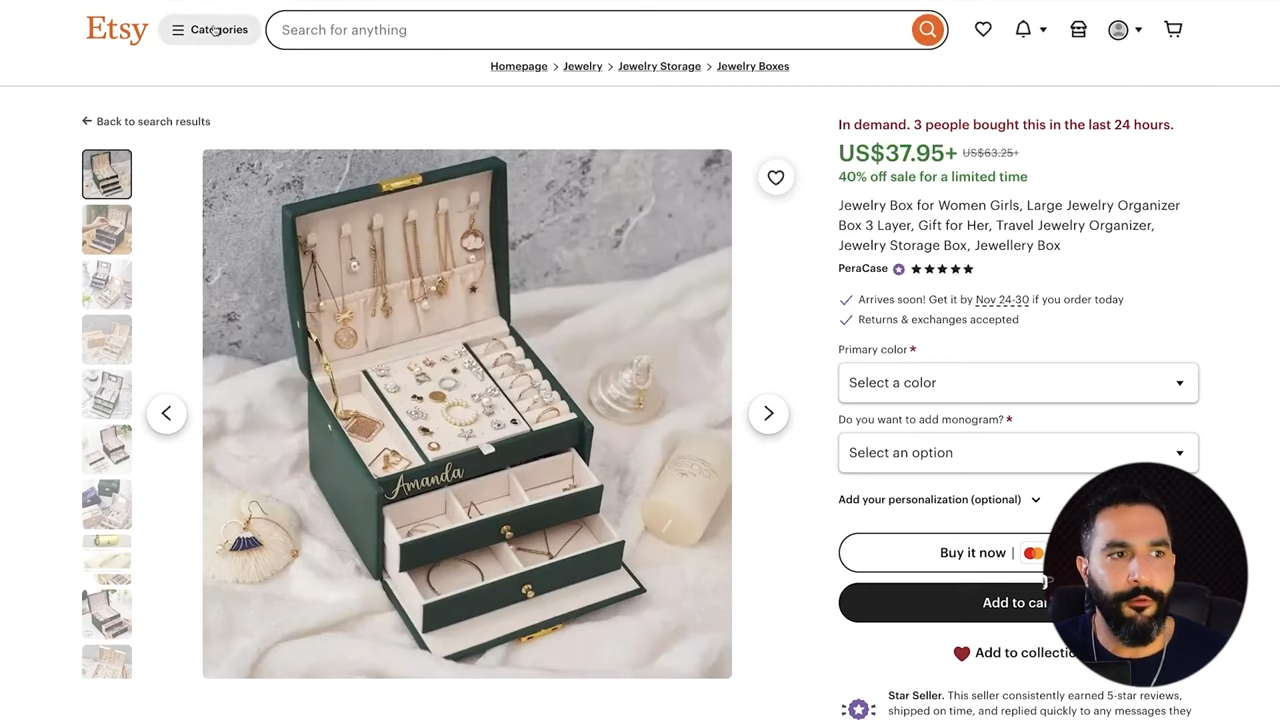 Etsy
Categories
Search for anything
Homepage > Jewelry > Jewelry Storage > Jewelry Boxes
Back to search results
In demand. 3 people bought this in the last 24 hours.
US$37.95+ US$63.25+
40% off sale for a limited time
Jewelry Box for Women Girls, Large Jewelry Organizer
Box 3 Layer, Gift for Her, Travel Jewelry Organizer,
Jewelry Storage Box, Jewellery Box
PeraCase
Arrives soon! Get it by Nov 24-30 if you order today
Returns & exchanges accepted
Primary color *
Select a color
Do you want to add monogram? *
Select an option
Add your personalization (optional)
Buy it now |
Add to car
Add to collectio
Amanda
Star Seller. This seller consistently earned 5-star reviews,
shipped on time, and replied quickly to any messages they